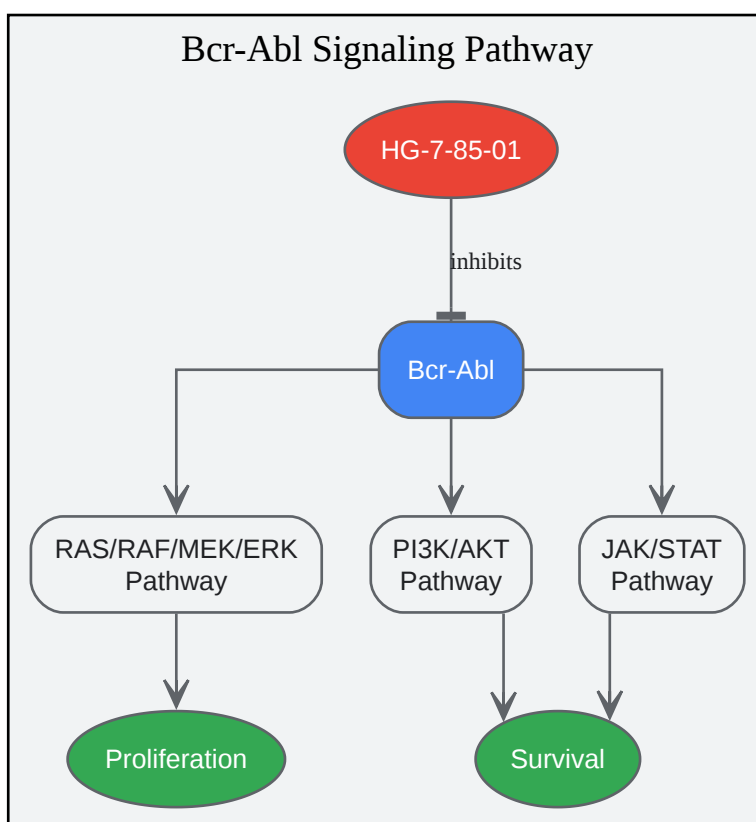 Bcr-Abl Signaling Pathway
HG-7-85-01
inhibits
Bcr-Abl
RAS/RAF/MEK/ERK
Pathway
PI3K/AKT
Pathway
JAK/STAT
Pathway
Proliferation
Survival